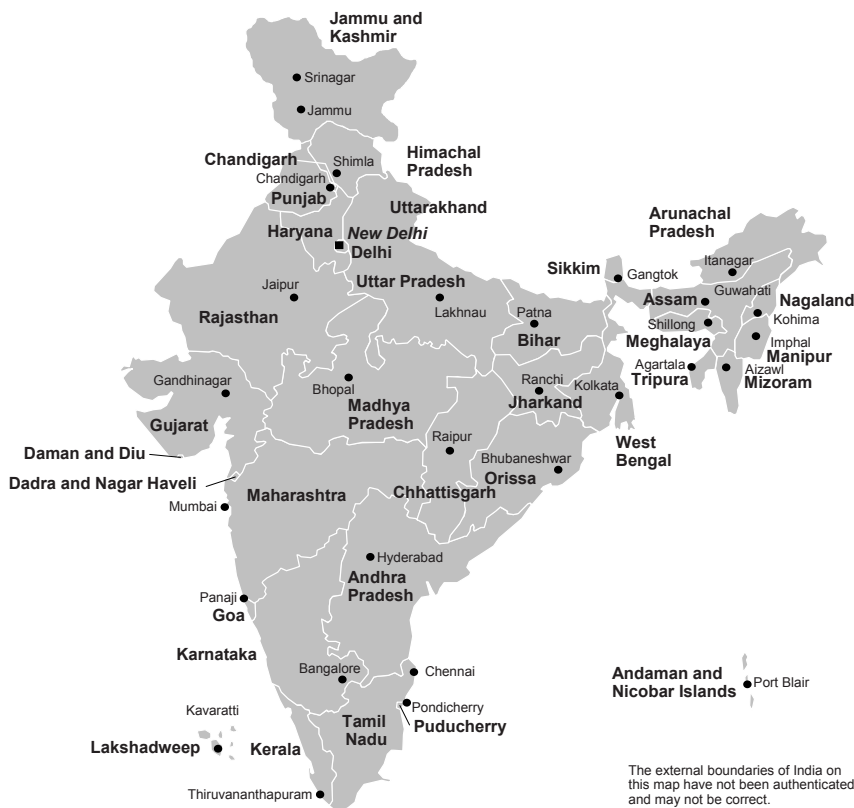 Jammu and
Kashmir
Srinagar
Jammu
Chandigarh
Shimla
Himachal
Pradesh
Chandigarh
Punjab
Uttarakhand
Haryana
New Delhi
Delhi
Arunachal
Pradesh
Itanagar
Sikkim
Gangtok
Jaipur
Uttar Pradesh
Lakhnau
Rajasthan
Patna
Bihar
Assam
Guwahati
Nagaland
Kohima
Shillong
Meghalaya
Imphal
Manipur
Agartala
Tripura
Aizawl
Mizoram
Gandhinagar
Gujarat
Bhopal
Madhya
Pradesh
Ranchi
Jharkand
Kolkata
West
Bengal
Daman and Diu
Dadra and Nagar Haveli
Raipur
Chhattisgarh
Bhubaneshwar
Orissa
Maharashtra
Mumbai
Hyderabad
Andhra
Pradesh
Panaji
Goa
Karnataka
Bangalore
Chennai
Pondicherry
Puducherry
Andaman and
Nicobar Islands
Port Blair
Kavaratti
Lakshadweep
Kerala
Tamil
Nadu
Thiruvananthapuram
The external boundaries of India on
this map have not been authenticated
and may not be correct.